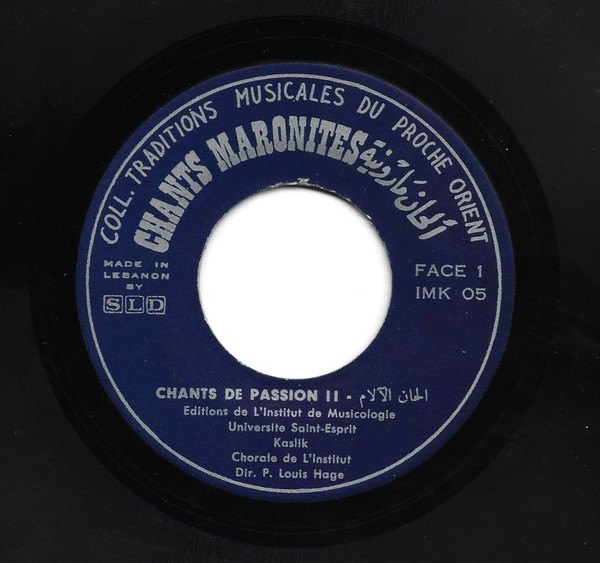 COLL. TRADITIONS MUSICALES DU PROCHE ORIENT
CHANTS MARONITES ألحان مارونية
MADE IN
LEBANON
BY
SLD
FACE 1
IMK 05
CHANTS DE PASSION II - الحان الآلام
Editions de L'Institut de Musicologie
Universite Saint-Esprit
Kaslik
Chorale de L'Institut
Dir. P. Louis Hage